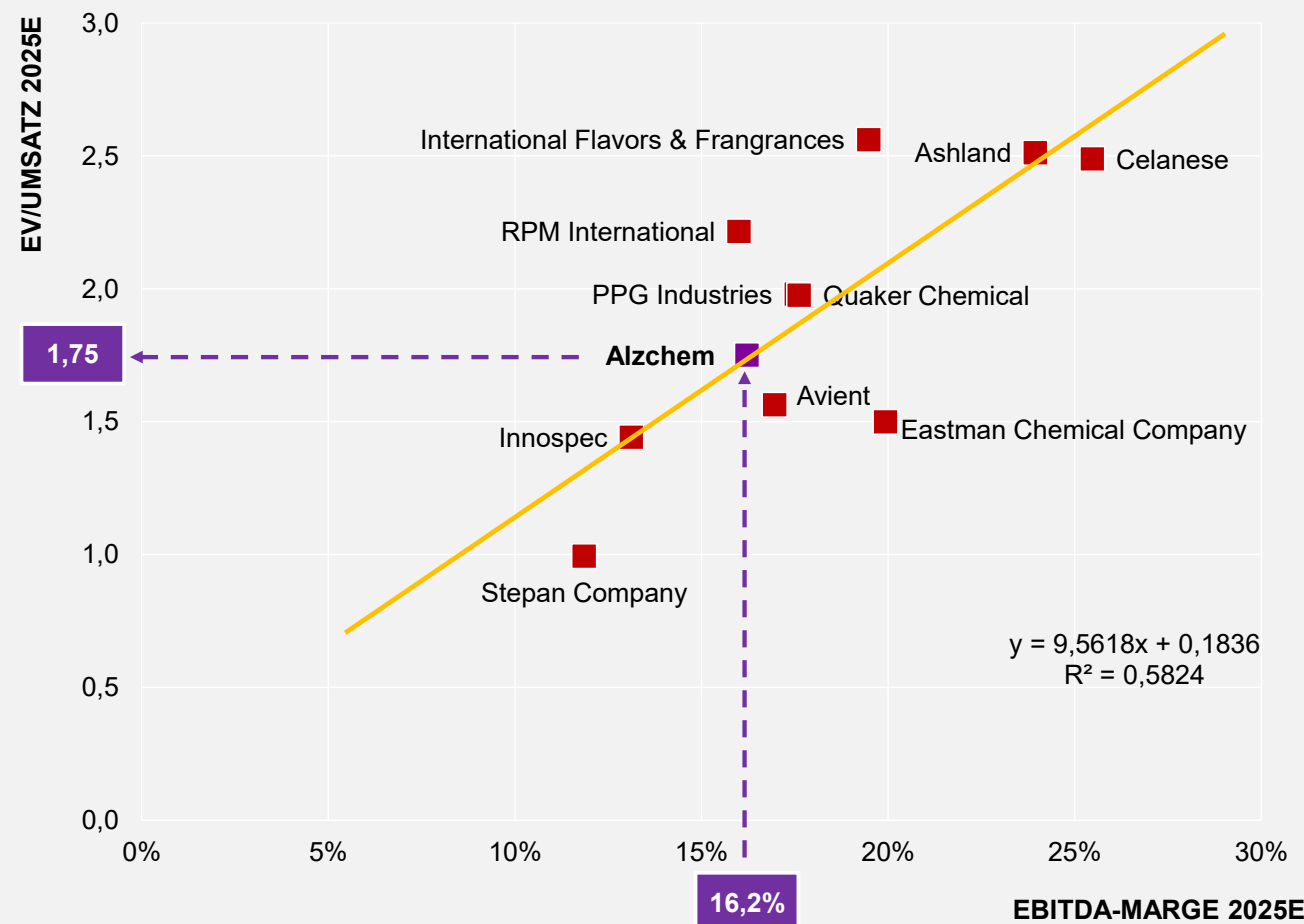 EV/UMSATZ 2025E
3,0
2,5
2,0
1,5
1,0
0,5
0,0
1,75
International Flavors & Frangrances
Ashland
Celanese
RPM International
PPG Industries
Quaker Chemical
Alzchem
Avient
Eastman Chemical Company
Innospec
Stepan Company
y = 9,5618x + 0,1836
R² = 0,5824
0%
5%
10%
15%
20%
25%
30%
16,2%
EBITDA-MARGE 2025E